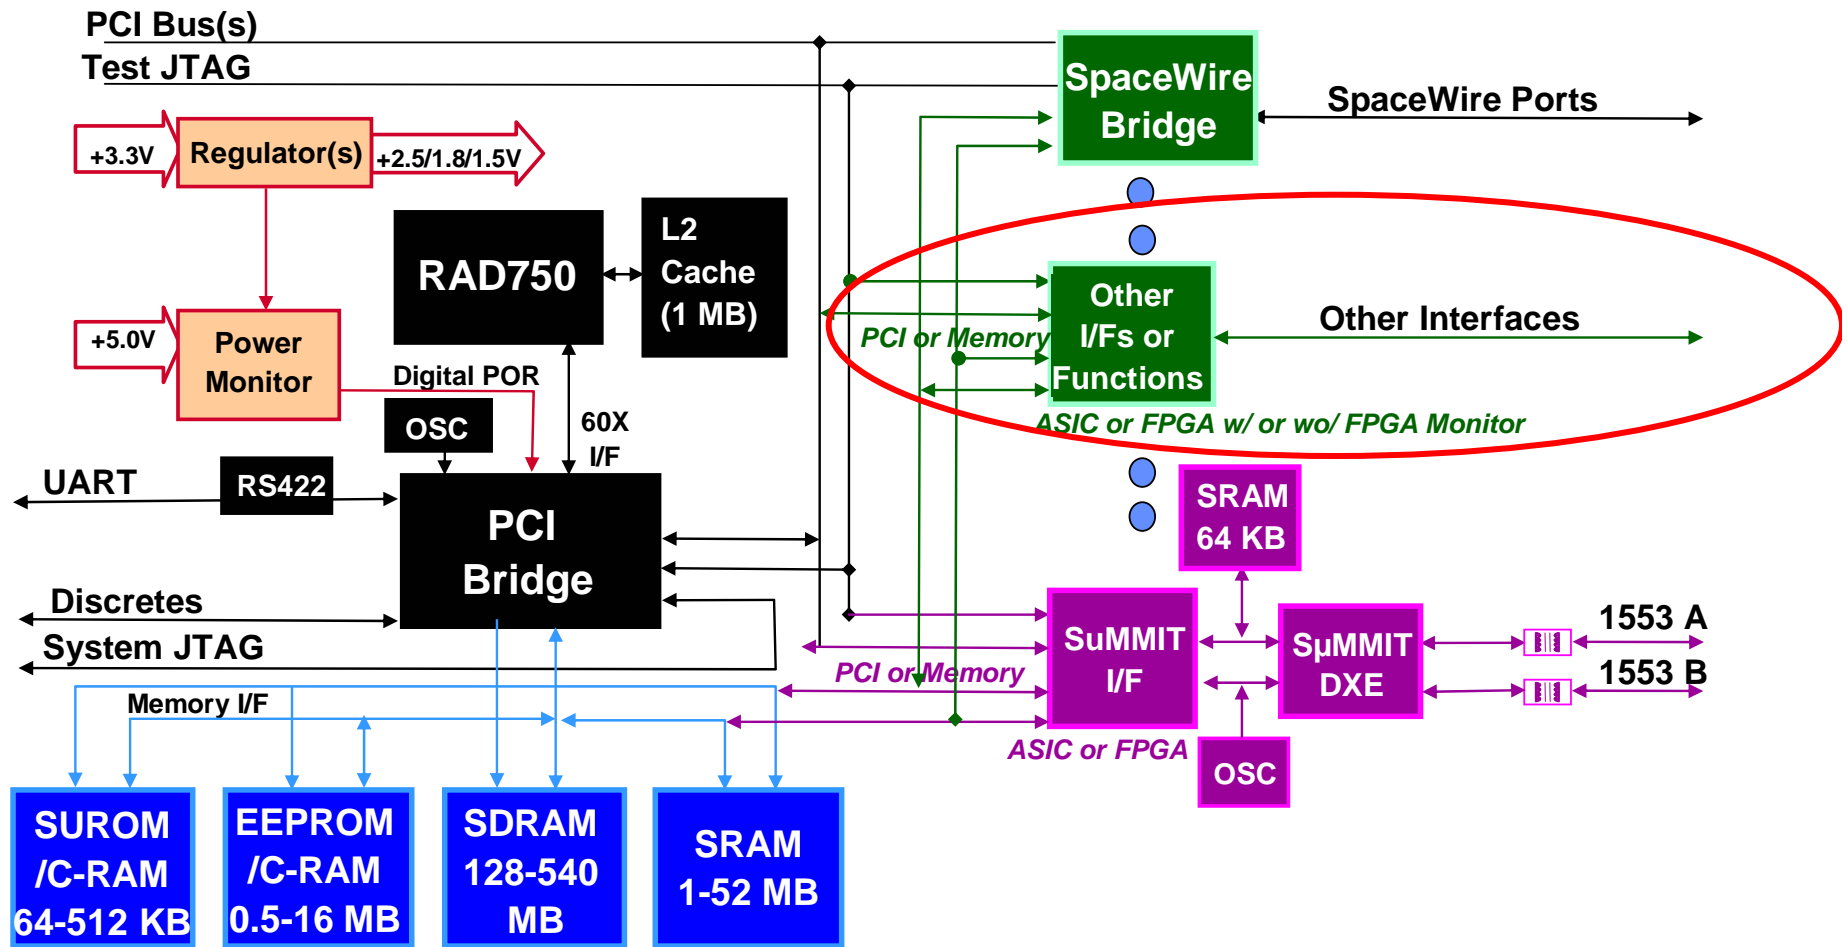 PCI Bus(s)
Test JTAG
SpaceWire
Bridge
SpaceWire Ports
+3.3V
Regulator(s)
+2.5/1.8/1.5V
RAD750
L2
Cache
(1 MB)
Other
I/Fs or
Functions
Other Interfaces
PCI or Memory
ASIC or FPGA w/ or wo/ FPGA Monitor
+5.0V
Power
Monitor
Digital POR
OSC
60X
I/F
UART
RS422
PCI
Bridge
SRAM
64 KB
Discretes
System JTAG
SuMMIT
I/F
SμMMIT
DXE
1553 A
1553 B
PCI or Memory
ASIC or FPGA
OSC
Memory I/F
SUROM
/C-RAM
64-512 KB
EEPROM
/C-RAM
0.5-16 MB
SDRAM
128-540
MB
SRAM
1-52 MB